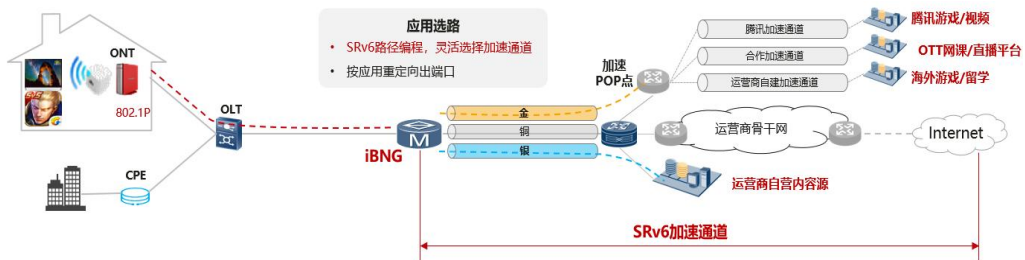 应用选路
• SRv6路径编程，灵活选择加速通道
• 按应用重定向出端口
ONT
802.1P
OLT
CPE
iBNG
M
金
铜
银
加速
POP点
腾讯加速通道
合作加速通道
运营商自建加速通道
腾讯游戏/视频
OTT网课/直播平台
海外游戏/留学
运营商骨干网
Internet
运营商自营内容源
SRv6加速通道